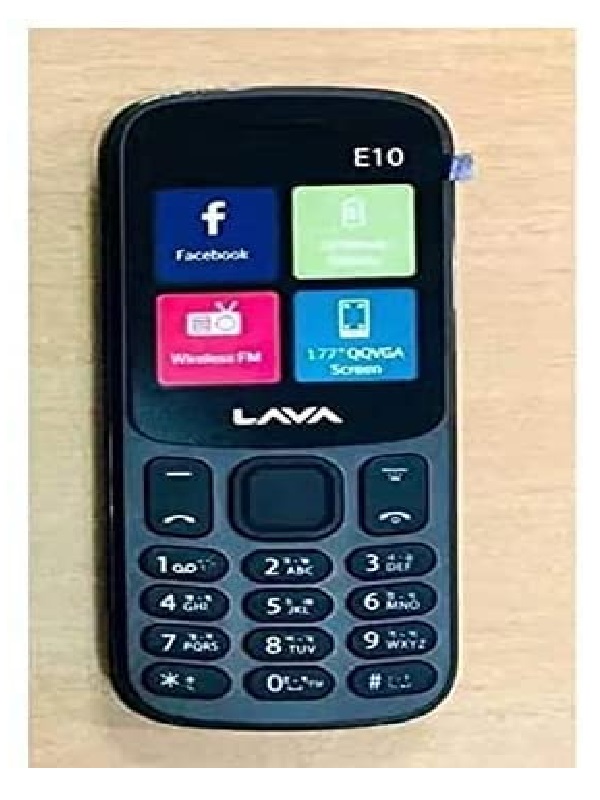 E10
f
Facebook
Wireless FM
1.77" QQVGA
Screen
LAVA
1
2 ABC
3 DEF
4 GHI
5 JKL
6 MNO
7 PQRS
8 TUV
9 WXYZ
*
0
#